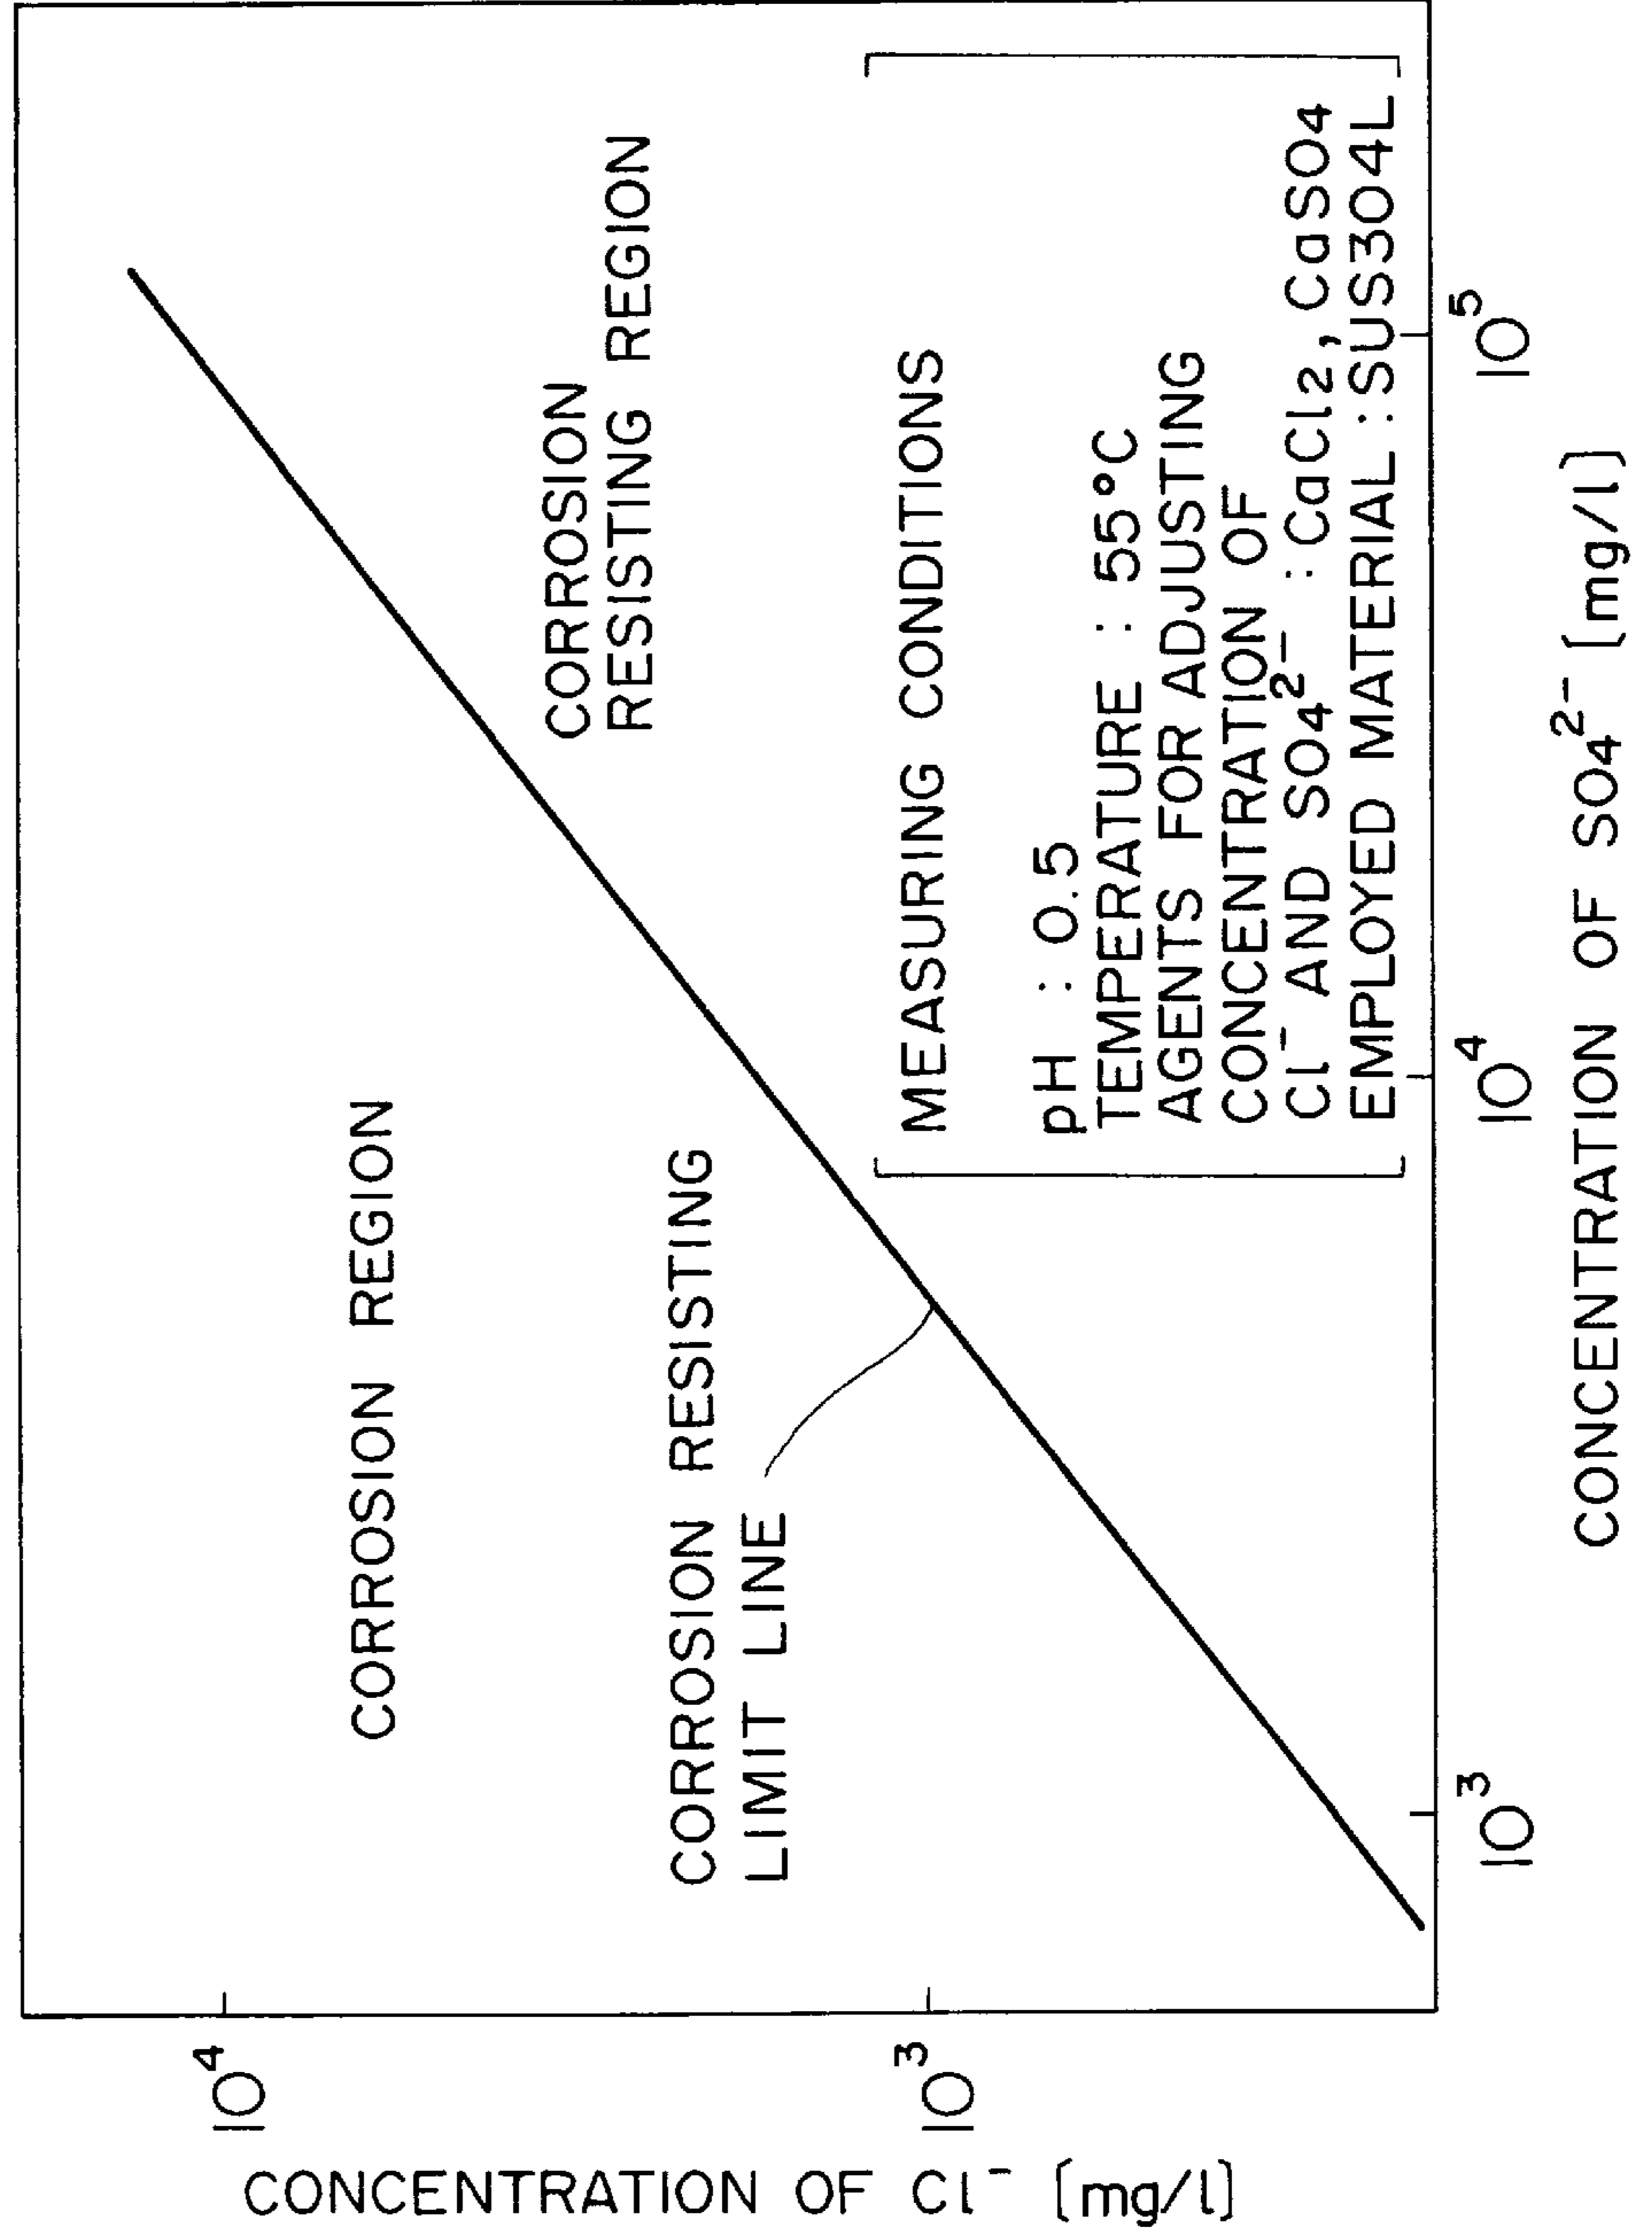 CONCENTRATION OF Cl⁻ [mg/l]
10⁴
10³
CORROSION REGION
CORROSION RESISTING
LIMIT LINE
CORROSION
RESISTING REGION
MEASURING CONDITIONS
pH : 0.5
TEMPERATURE : 55°C
AGENTS FOR ADJUSTING
CONCENTRATION OF
Cl⁻ AND SO₄²⁻ : CaCl₂, CaSO₄
EMPLOYED MATERIAL : SUS304L
10³
10⁴
10⁵
CONCENTRATION OF SO₄²⁻ [mg/l]